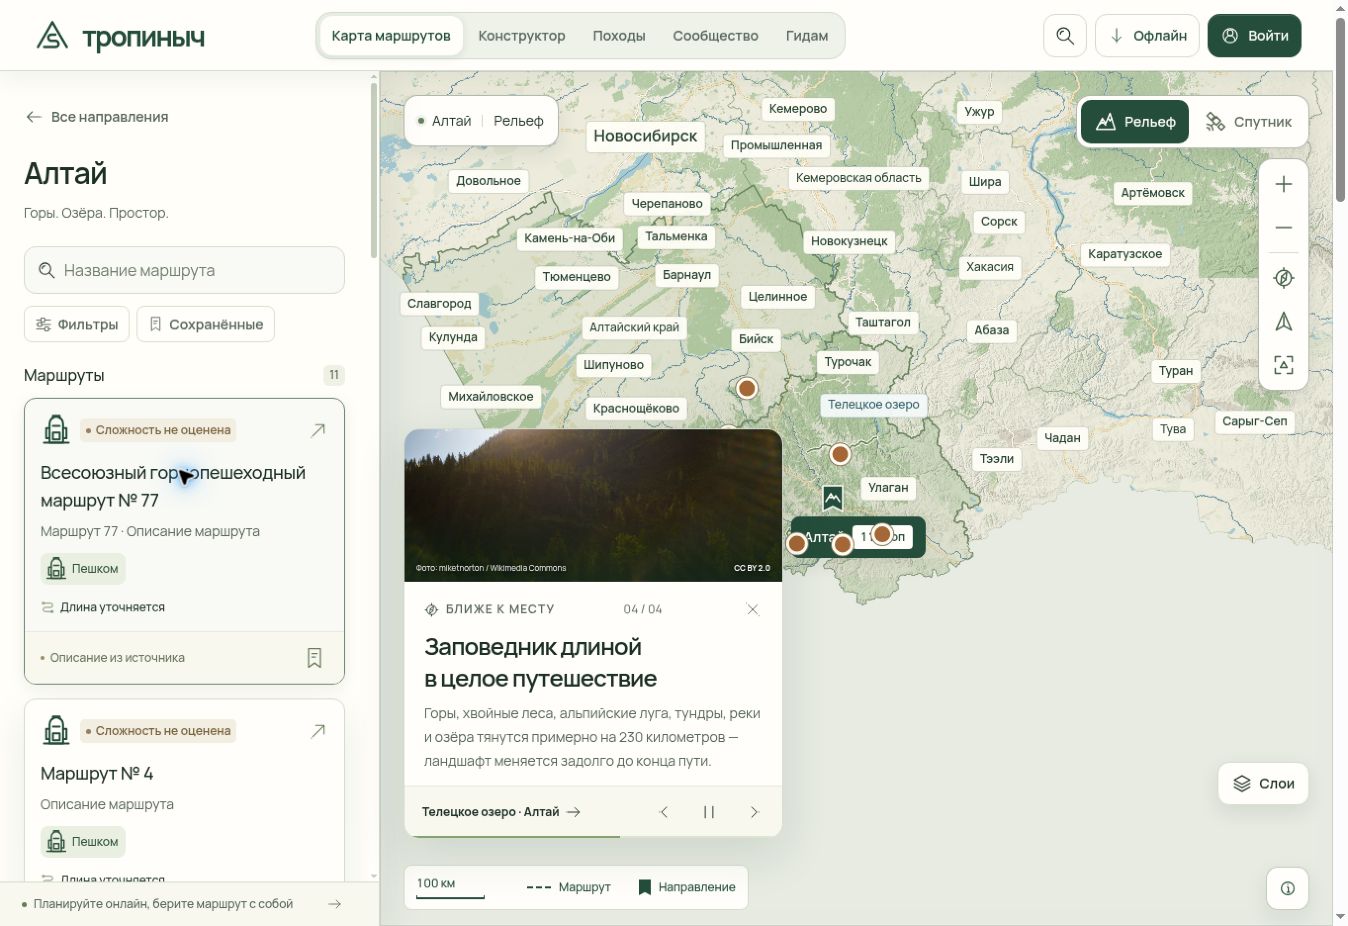 тропиныч
Карта маршрутов
Конструктор
Походы
Сообщество
Гидам
Офлайн
Войти
Все направления
Алтай
Горы. Озёра. Простор.
Название маршрута
Фильтры
Сохранённые
Маршруты
11
Сложность не оценена
Всесоюзный
маршрут № 77
Маршрут 77 · Описание маршрута
Пешком
Длина уточняется
Описание из источника
Сложность не оценена
Маршрут № 4
Описание маршрута
Пешком
Длина уточняется
Планируйте онлайн, берите маршрут с собой
Алтай | Рельеф
Рельеф
Спутник
Кемерово
Ужур
Новосибирск
Промышленная
Довольное
Кемеровская область
Шира
Артёмовск
Черепаново
Сорск
Камень-на-Оби
Тальменка
Новокузнецк
Каратузское
Хакасия
Тюменцево
Барнаул
Целинное
Славгород
Таштагол
Алтайский край
Абаза
Кулунда
Бийск
Шипуново
Турочак
Туран
Михайловское
Телецкое озеро
Краснощёково
Сарыг-Сеп
Тува
Чадан
Тээли
Улаган
Фото: miketnorton / Wikimedia Commons
CC BY 2.0
БЛИЖЕ К МЕСТУ
04 / 04
Заповедник длиной
в целое путешествие
Горы, хвойные леса, альпийские луга, тундры, реки
и озёра тянутся примерно на 230 километров —
ландшафт меняется задолго до конца пути.
Телецкое озеро · Алтай
Слои
100 км
Маршрут
Направление